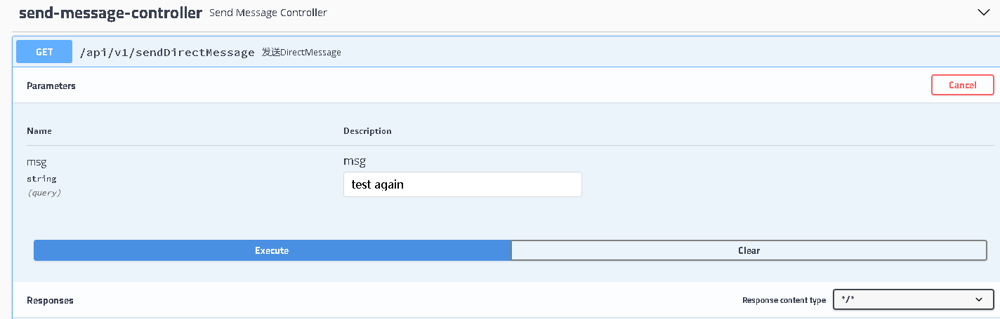 send-message-controller Send Message Controller
GET /api/v1/sendDirectMessage 发送DirectMessage
Parameters Cancel
Name Description
msg msg
string test again
(query)
Execute Clear
Responses Response content type */*